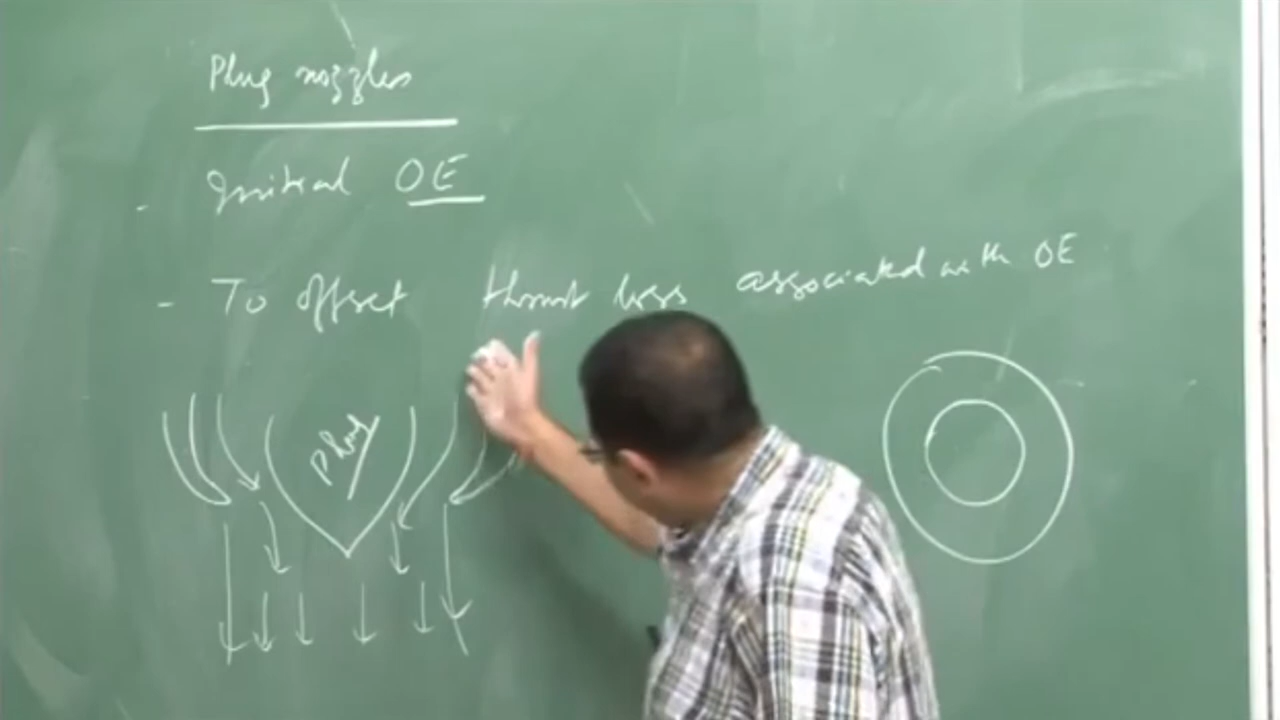 Plug nozzles
- Initial OE
- To offset thrust loss associated with OE
Plug